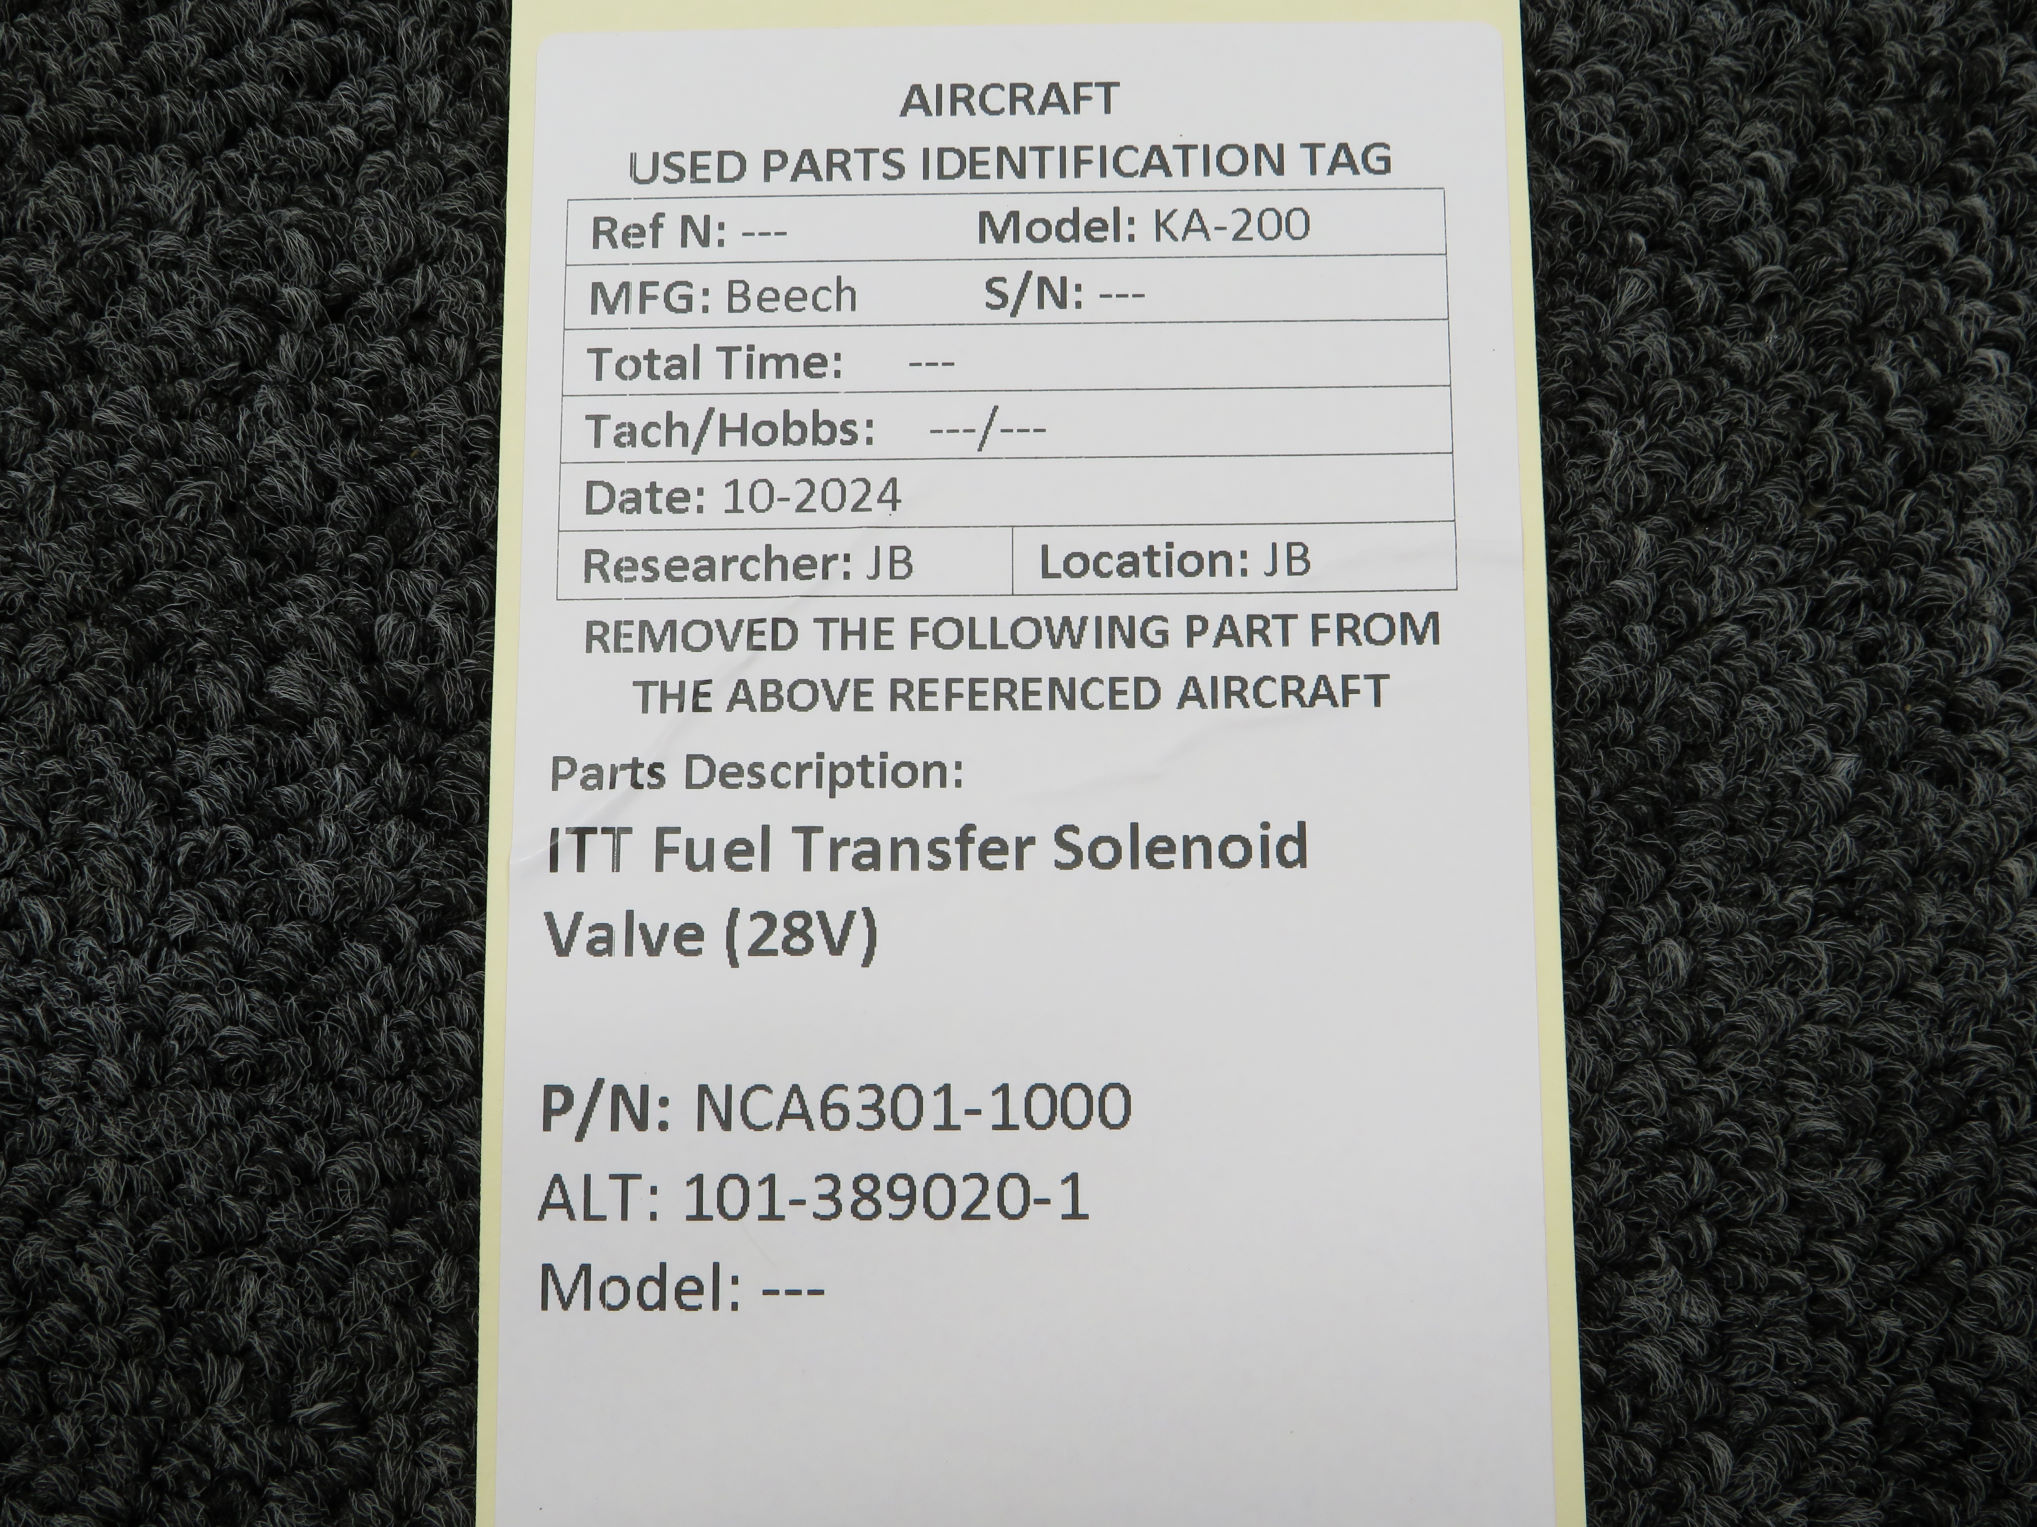 AIRCRAFT
USED PARTS IDENTIFICATION TAG
Ref N: --- Model: KA-200
MFG: Beech S/N: ---
Total Time: ---
Tach/Hobbs: ---/---
Date: 10-2024
Researcher: JB Location: JB
REMOVED THE FOLLOWING PART FROM
THE ABOVE REFERENCED AIRCRAFT
Parts Description:
ITT Fuel Transfer Solenoid
Valve (28V)
P/N: NCA6301-1000
ALT: 101-389020-1
Model: ---